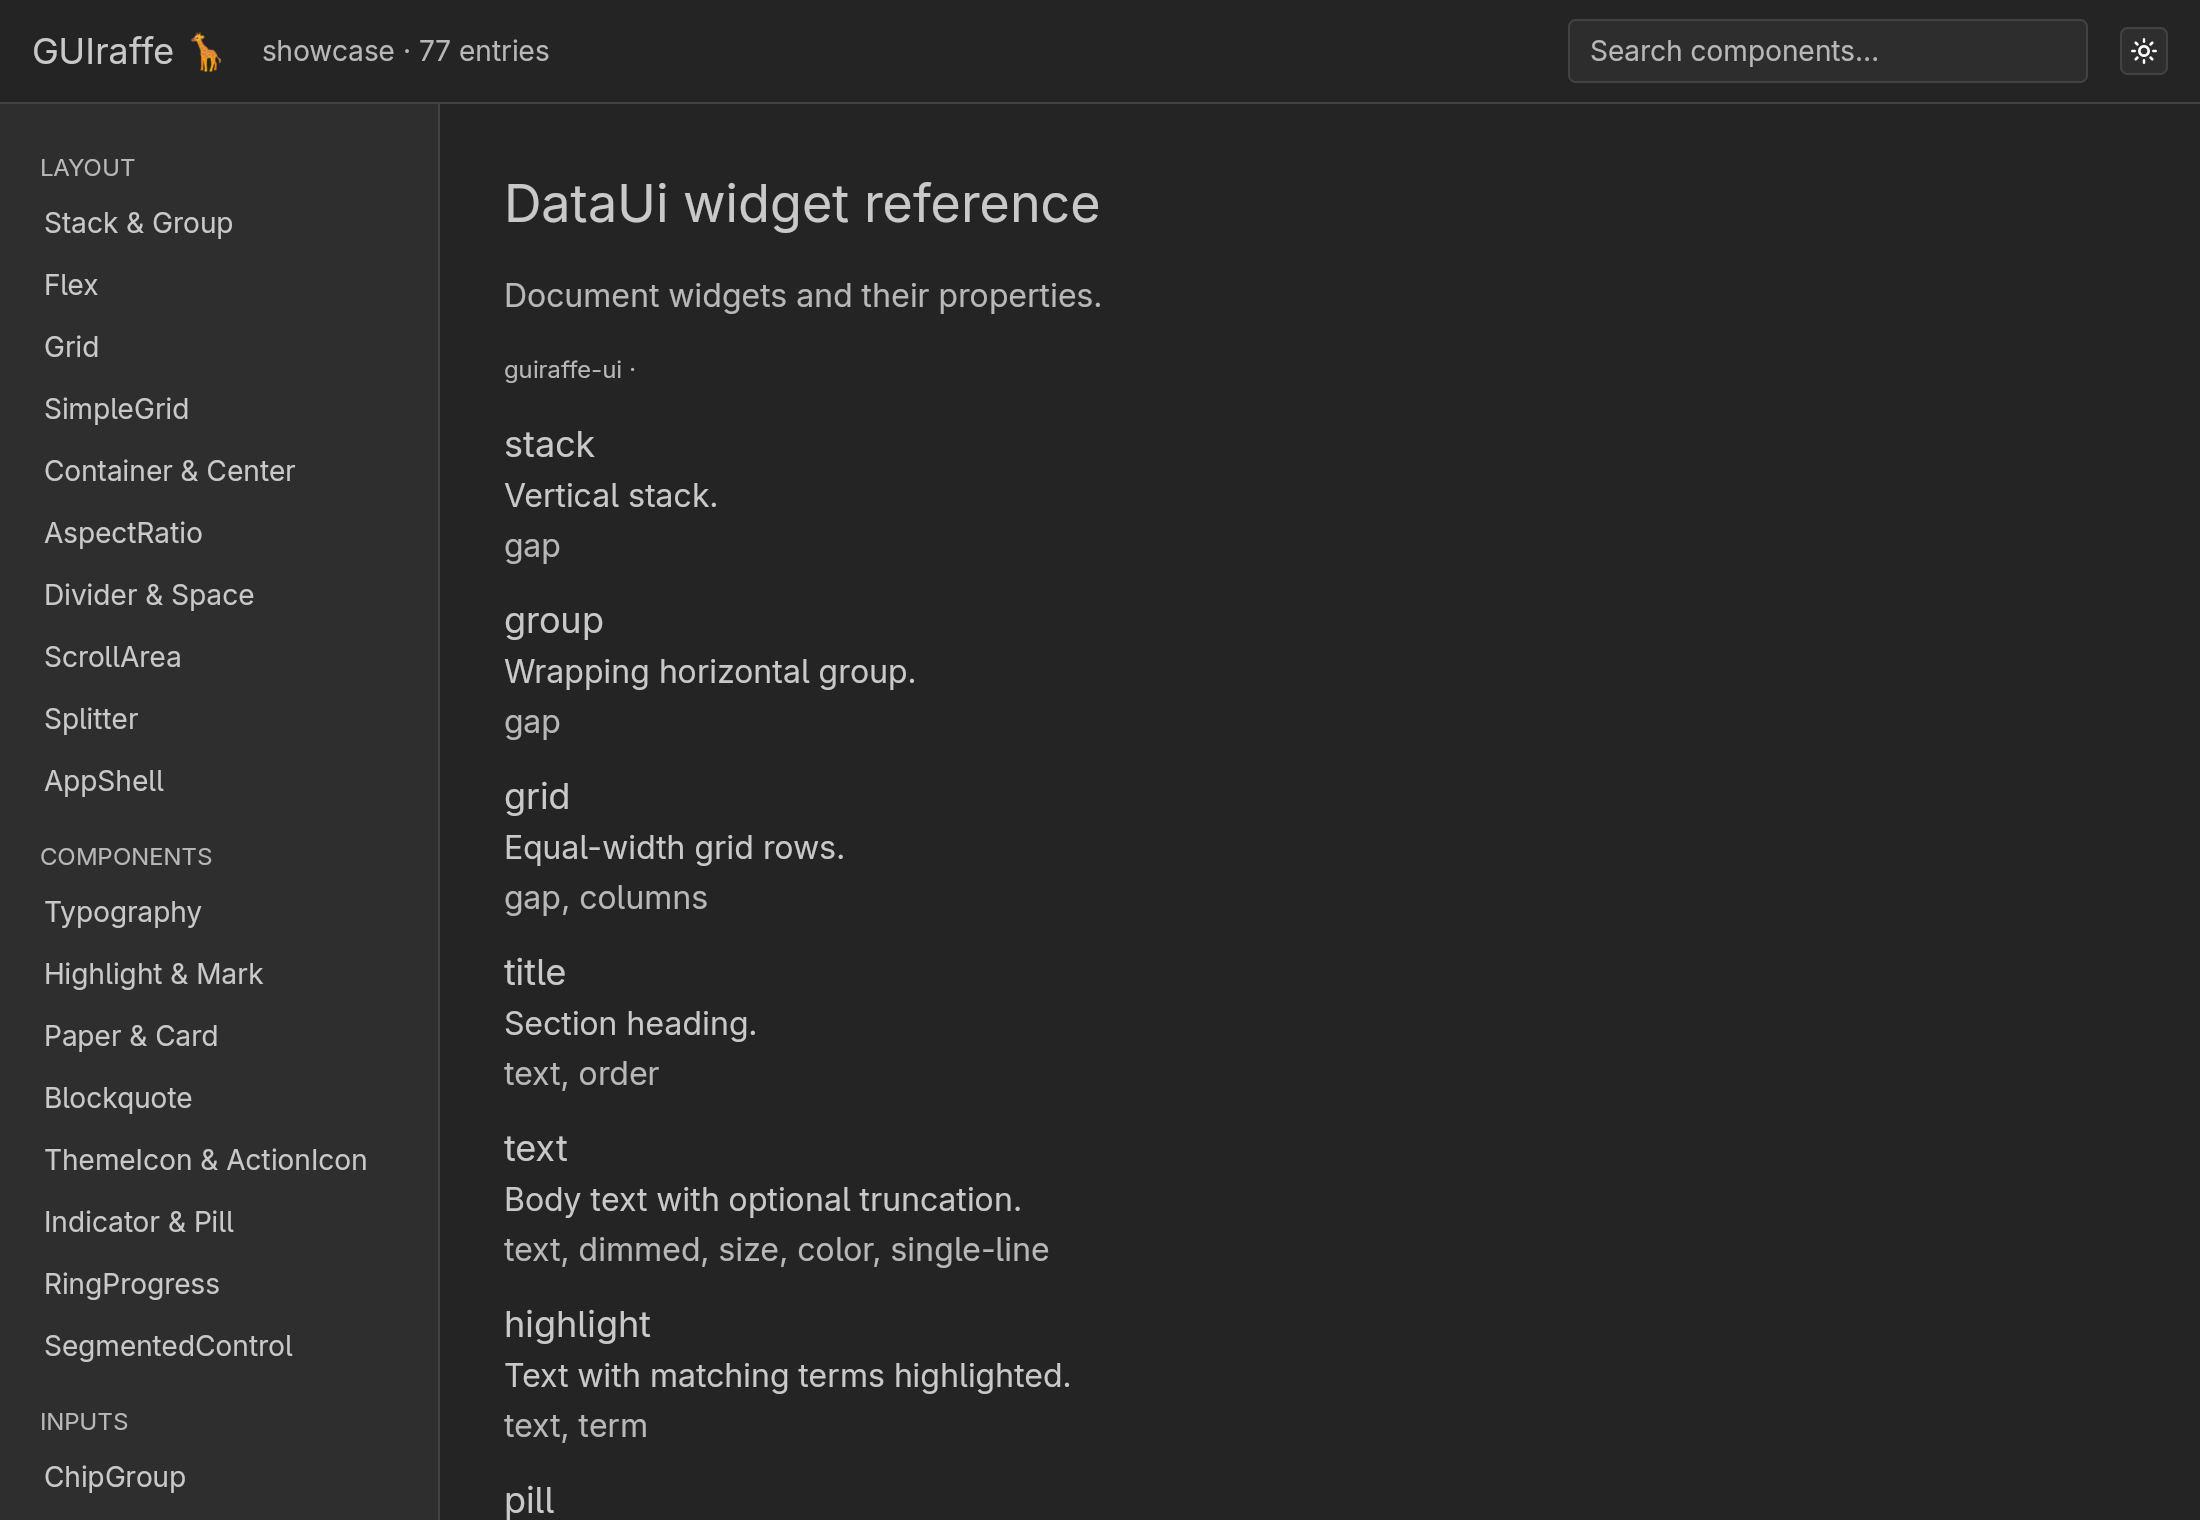 GUIraffe 🦒 showcase · 77 entries
Search components...
LAYOUT
Stack & Group
Flex
Grid
SimpleGrid
Container & Center
AspectRatio
Divider & Space
ScrollArea
Splitter
AppShell
COMPONENTS
Typography
Highlight & Mark
Paper & Card
Blockquote
ThemeIcon & ActionIcon
Indicator & Pill
RingProgress
SegmentedControl
INPUTS
ChipGroup
DataUi widget reference
Document widgets and their properties.
guiraffe-ui ·
stack
Vertical stack.
gap
group
Wrapping horizontal group.
gap
grid
Equal-width grid rows.
gap, columns
title
Section heading.
text, order
text
Body text with optional truncation.
text, dimmed, size, color, single-line
highlight
Text with matching terms highlighted.
text, term
pill